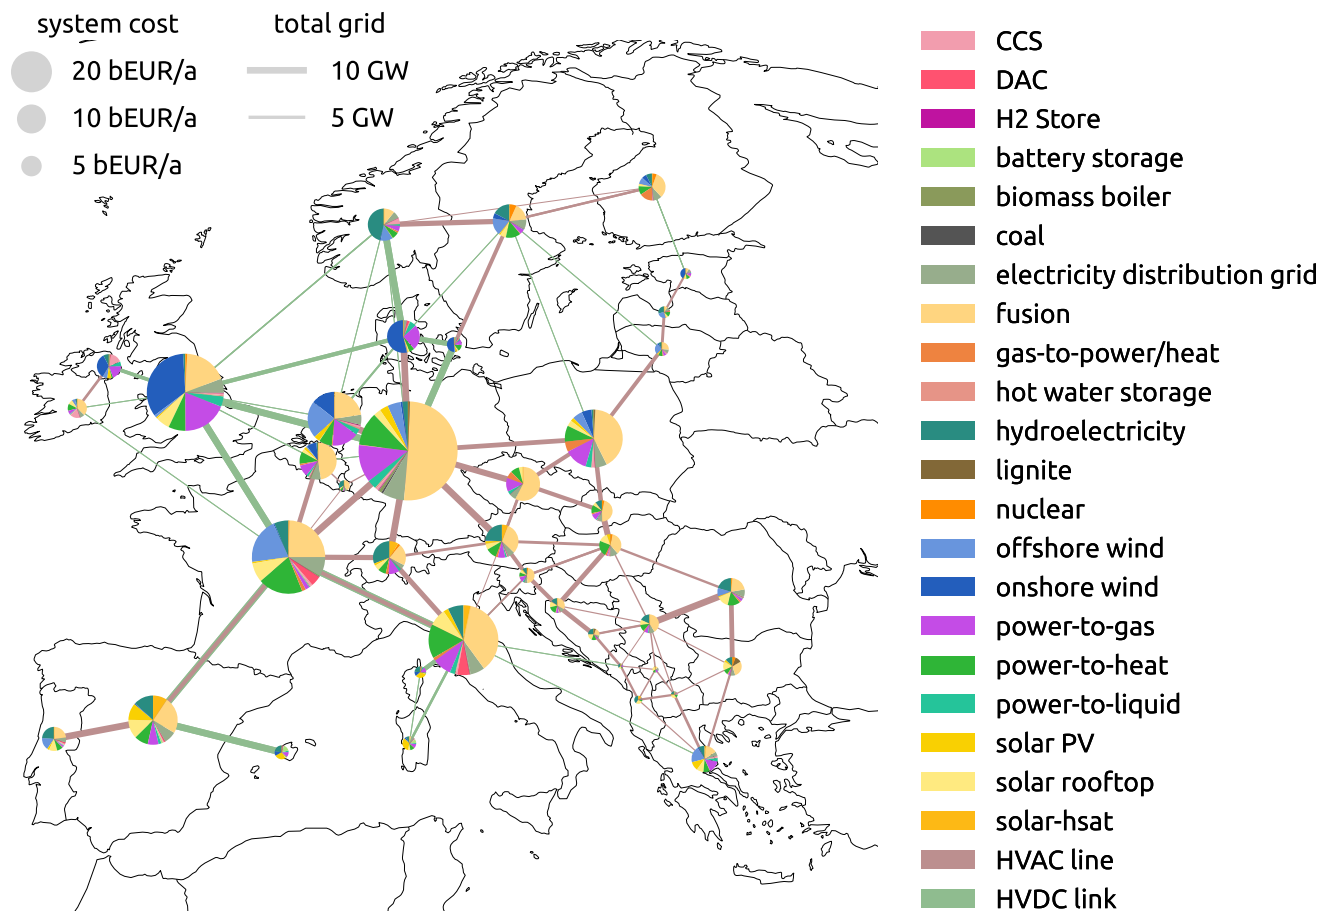 system cost
total grid
20 bEUR/a
10 GW
10 bEUR/a
5 GW
5 bEUR/a
CCS
DAC
H2 Store
battery storage
biomass boiler
coal
electricity distribution grid
fusion
gas-to-power/heat
hot water storage
hydroelectricity
lignite
nuclear
offshore wind
onshore wind
power-to-gas
power-to-heat
power-to-liquid
solar PV
solar rooftop
solar-hsat
HVAC line
HVDC link